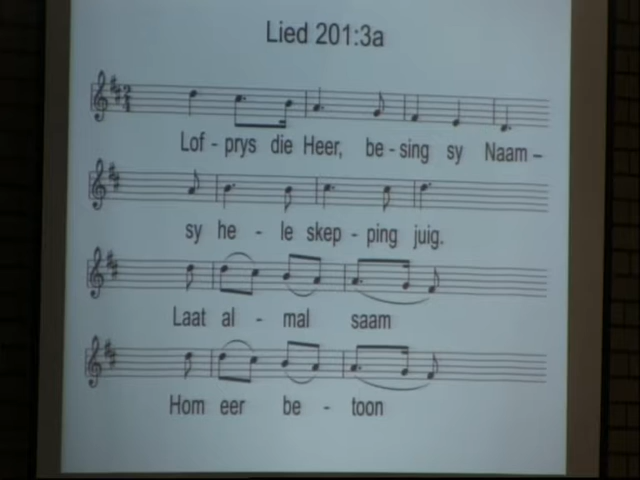 Lied 201:3a
Lof - prys die Heer, be - sing sy Naam –
sy he - le skep - ping juig.
Laat al - mal saam
Hom eer be - toon